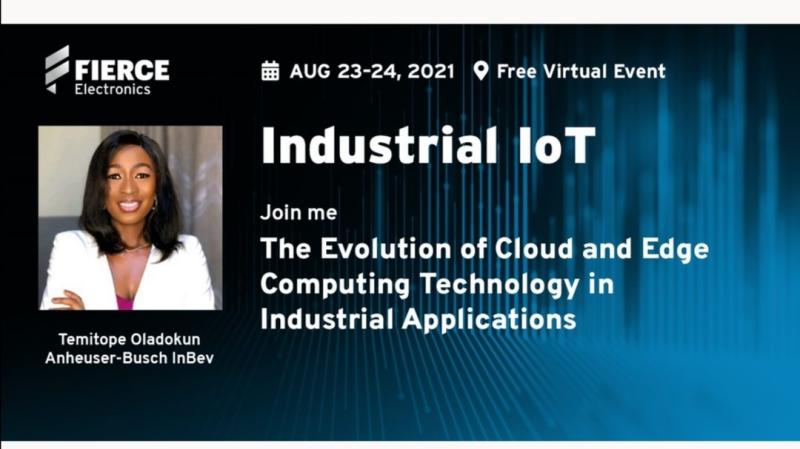 FIERCE
Electronics
AUG 23-24, 2021 Free Virtual Event
Industrial IoT
Join me
The Evolution of Cloud and Edge
Computing Technology in
Industrial Applications
Temitope Oladokun
Anheuser-Busch InBev